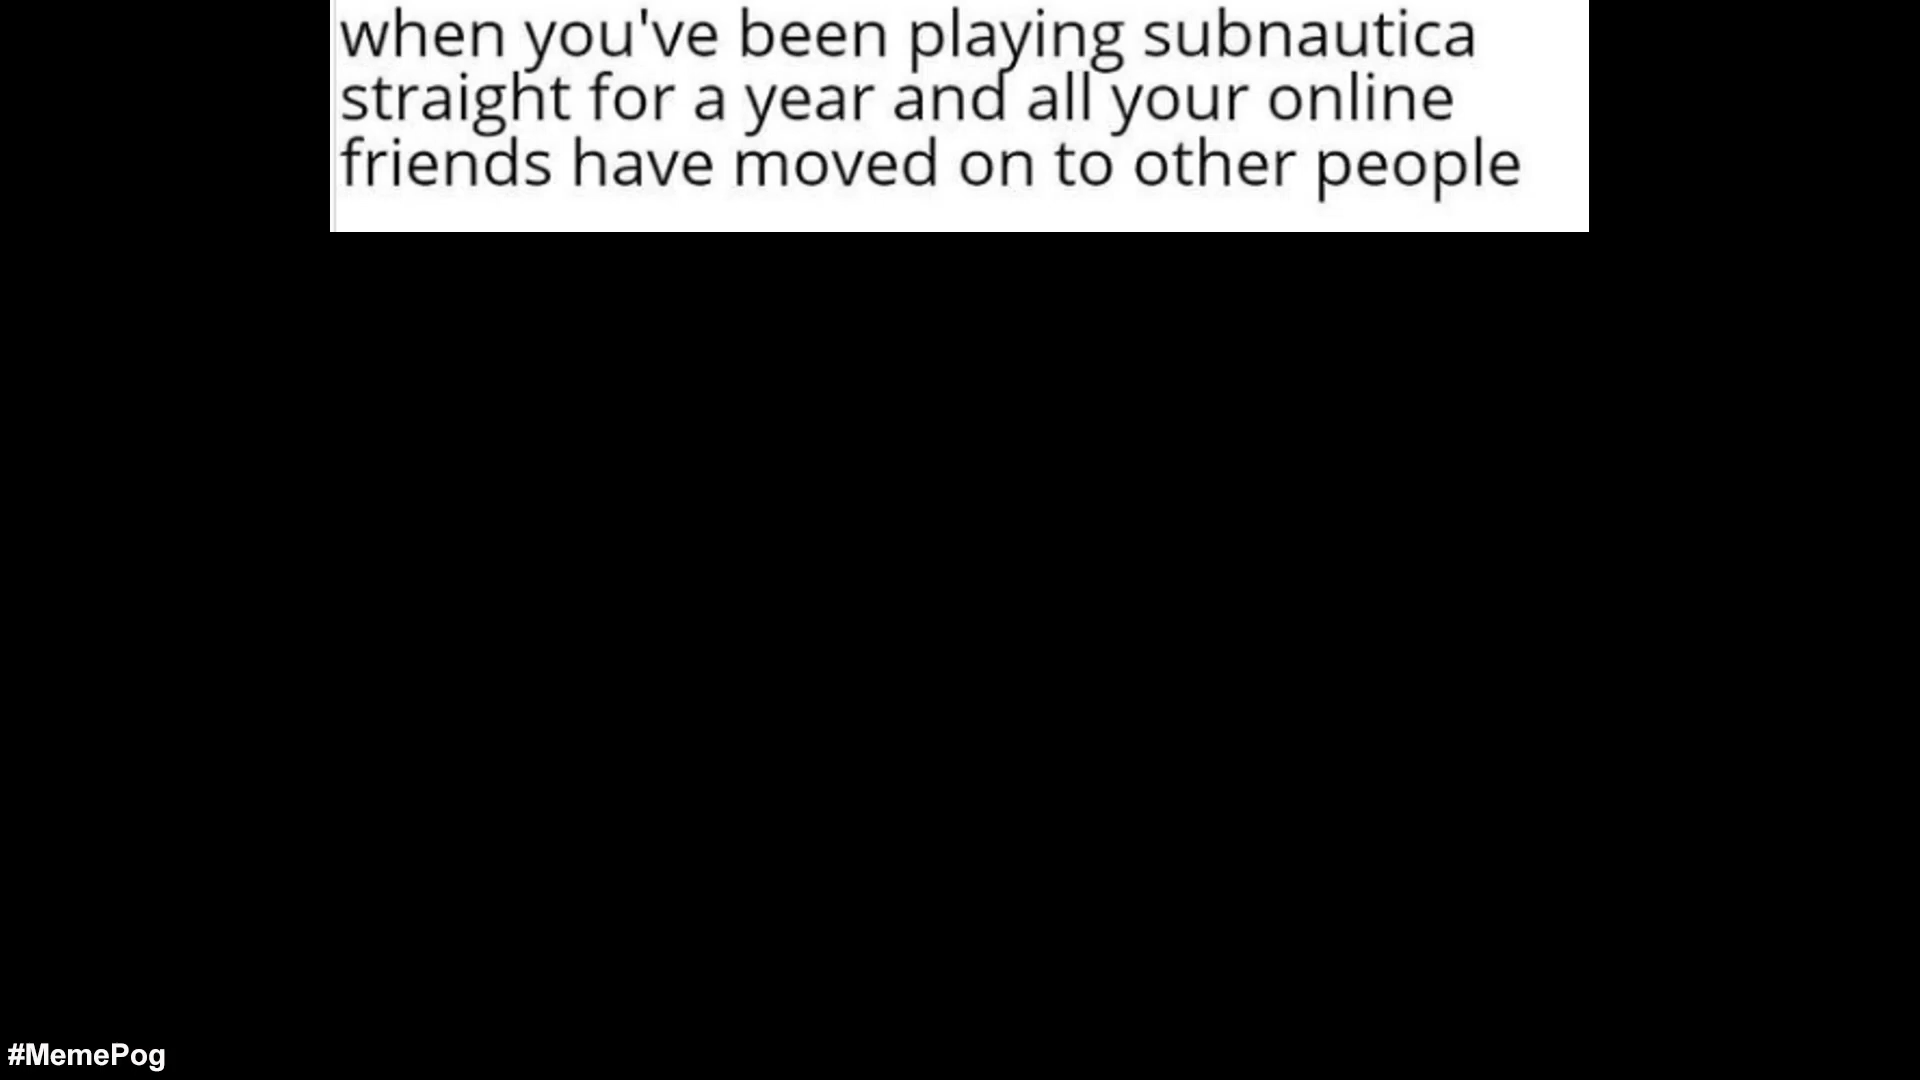 when you've been playing subnautica
straight for a year and all your online
friends have moved on to other people
#MemePog